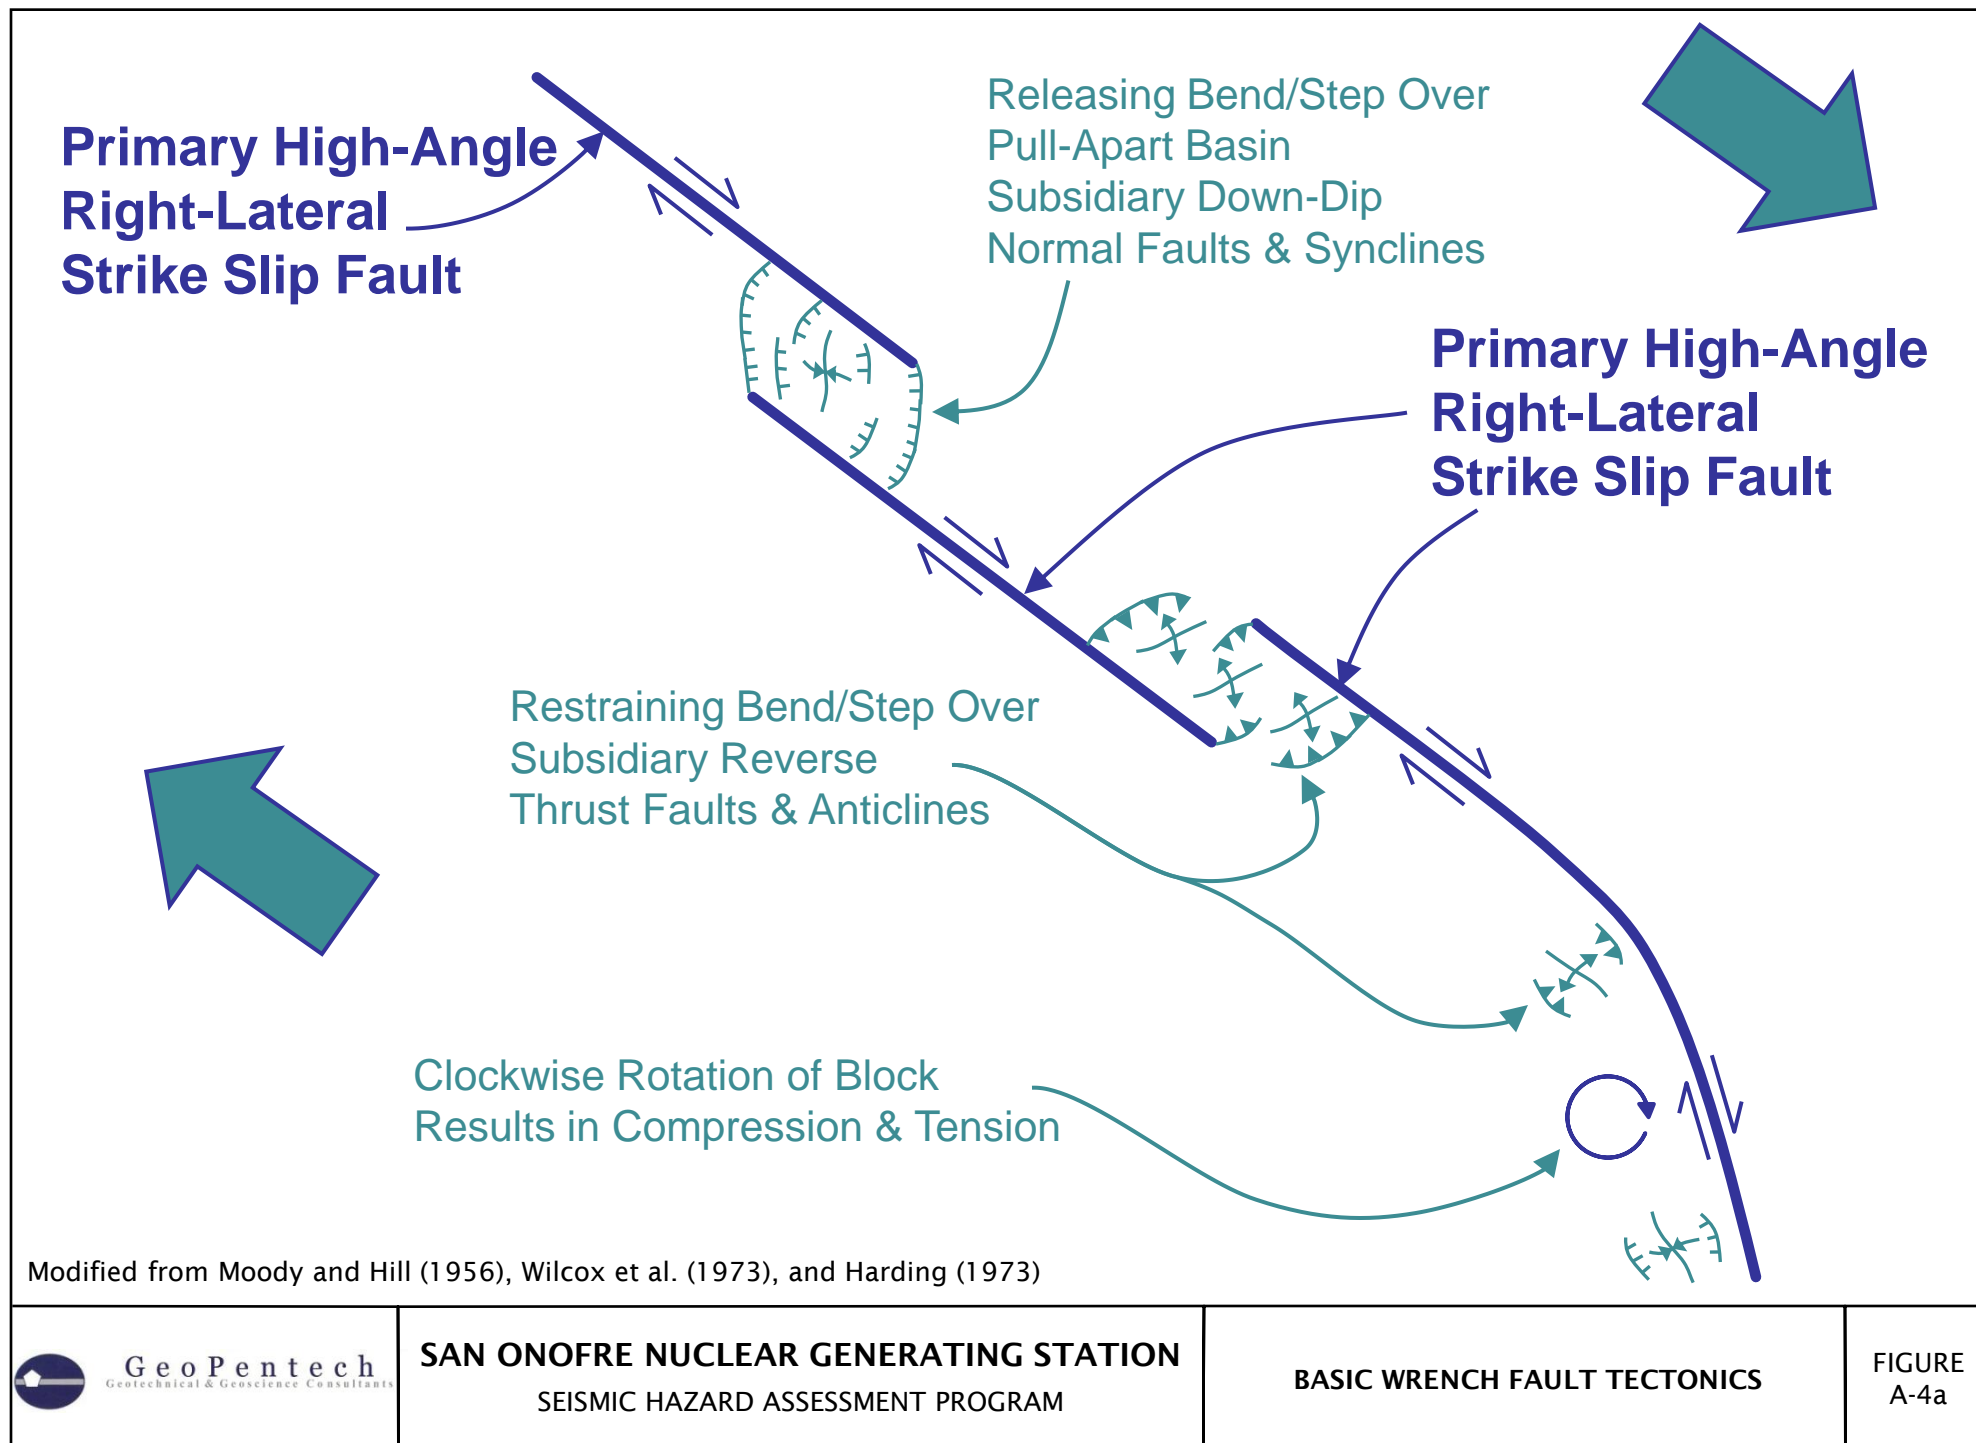 Primary High-Angle
Right-Lateral
Strike Slip Fault
Releasing Bend/Step Over
Pull-Apart Basin
Subsidiary Down-Dip
Normal Faults & Synclines
Primary High-Angle
Right-Lateral
Strike Slip Fault
Restraining Bend/Step Over
Subsidiary Reverse
Thrust Faults & Anticlines
Clockwise Rotation of Block
Results in Compression & Tension
Modified from Moody and Hill (1956), Wilcox et al. (1973), and Harding (1973)
GeoPentech
Geotechnical & Geoscience Consultants
SAN ONOFRE NUCLEAR GENERATING STATION
SEISMIC HAZARD ASSESSMENT PROGRAM
BASIC WRENCH FAULT TECTONICS
FIGURE
A-4a